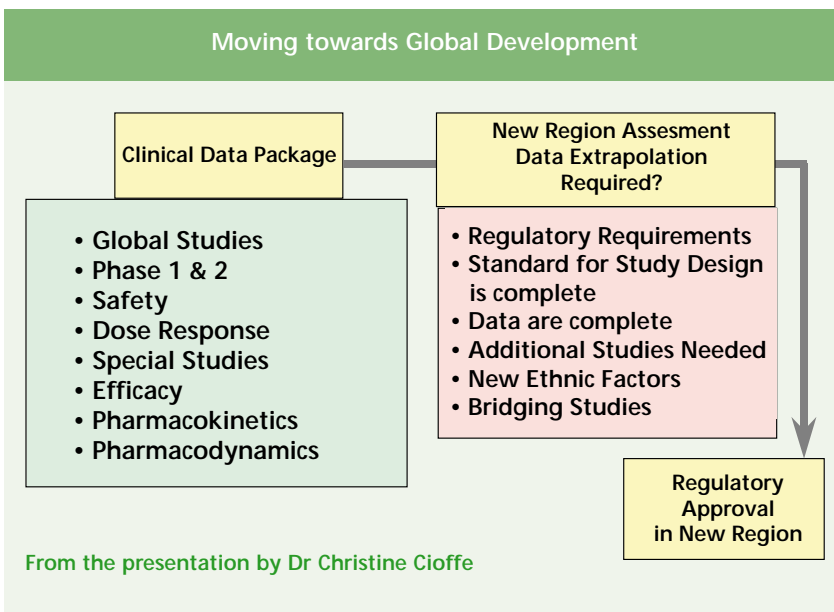 Moving towards Global Development
Clinical Data Package
• Global Studies
• Phase 1 & 2
• Safety
• Dose Response
• Special Studies
• Efficacy
• Pharmacokinetics
• Pharmacodynamics
New Region Assesment
Data Extrapolation
Required?
• Regulatory Requirements
• Standard for Study Design
is complete
• Data are complete
• Additional Studies Needed
• New Ethnic Factors
• Bridging Studies
Regulatory
Approval
in New Region
From the presentation by Dr Christine Cioffe